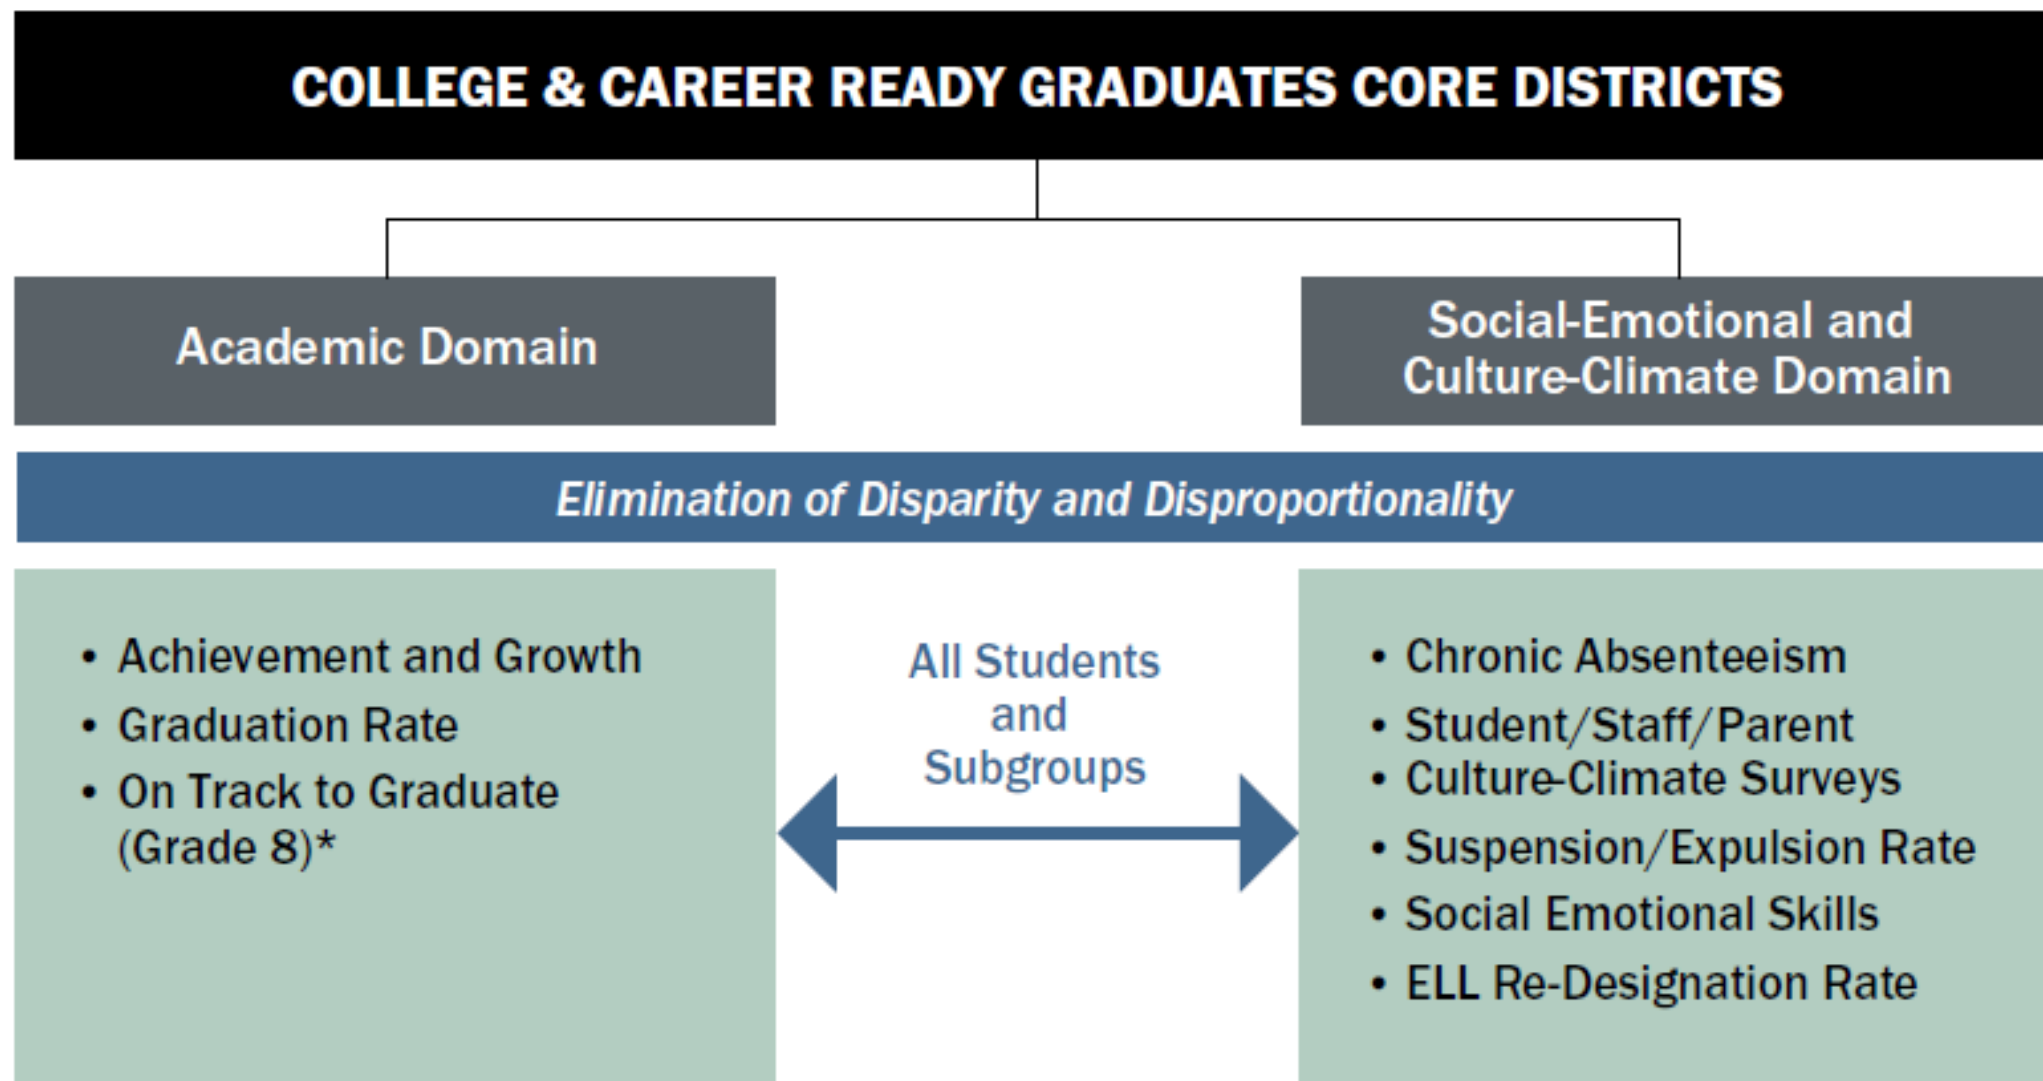 COLLEGE & CAREER READY GRADUATES CORE DISTRICTS
Academic Domain
Social-Emotional and
Culture-Climate Domain
Elimination of Disparity and Disproportionality
• Achievement and Growth
• Graduation Rate
• On Track to Graduate
(Grade 8)*
All Students
and
Subgroups
• Chronic Absenteeism
• Student/Staff/Parent
• Culture-Climate Surveys
• Suspension/Expulsion Rate
• Social Emotional Skills
• ELL Re-Designation Rate